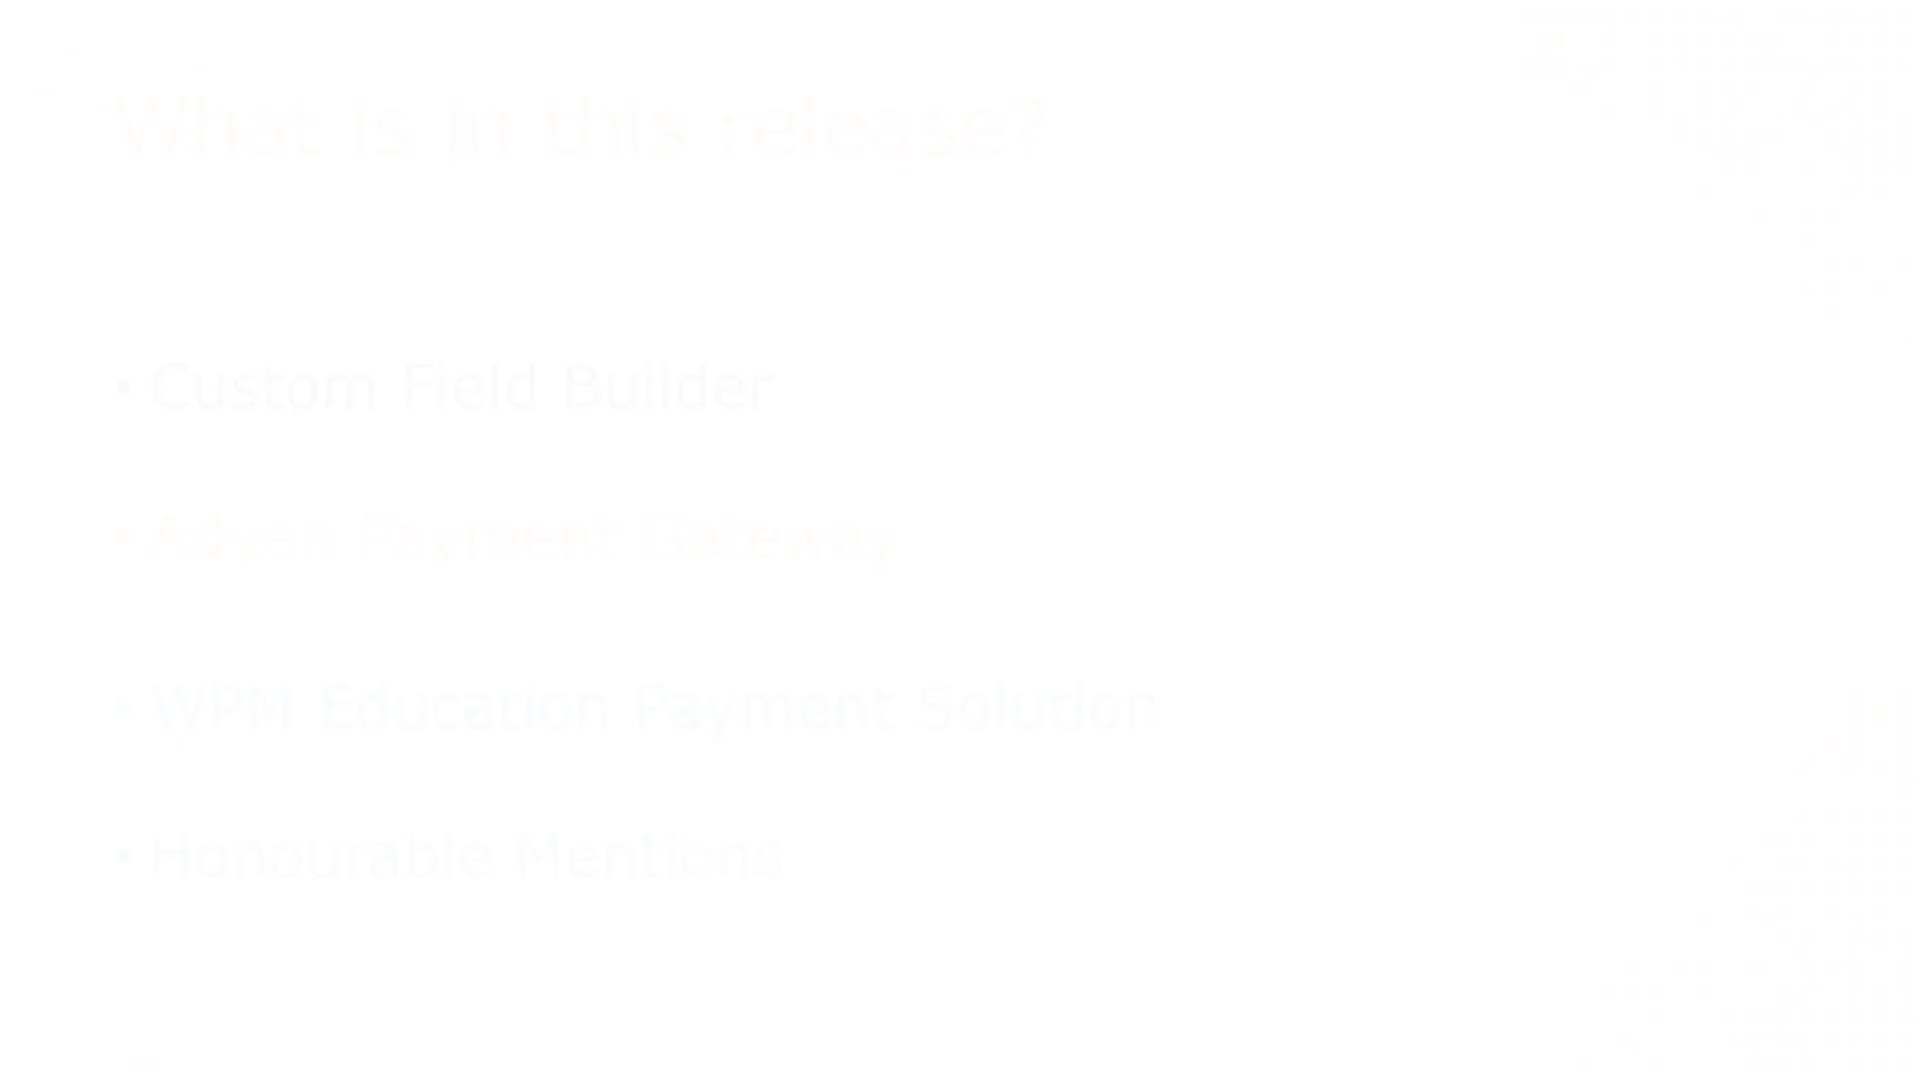 What is in this release?
• Custom Field Builder
• Adyen Payment Gateway
• WPM Education Payment Solution
• Honourable Mentions